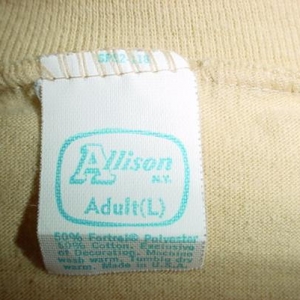 Allison
N.Y.
Adult(L)
50% Fortrel® Polyester
50% Cotton. Exclusive
of Decoration. Machine
wash warm. Tumble dry
warm. Made in